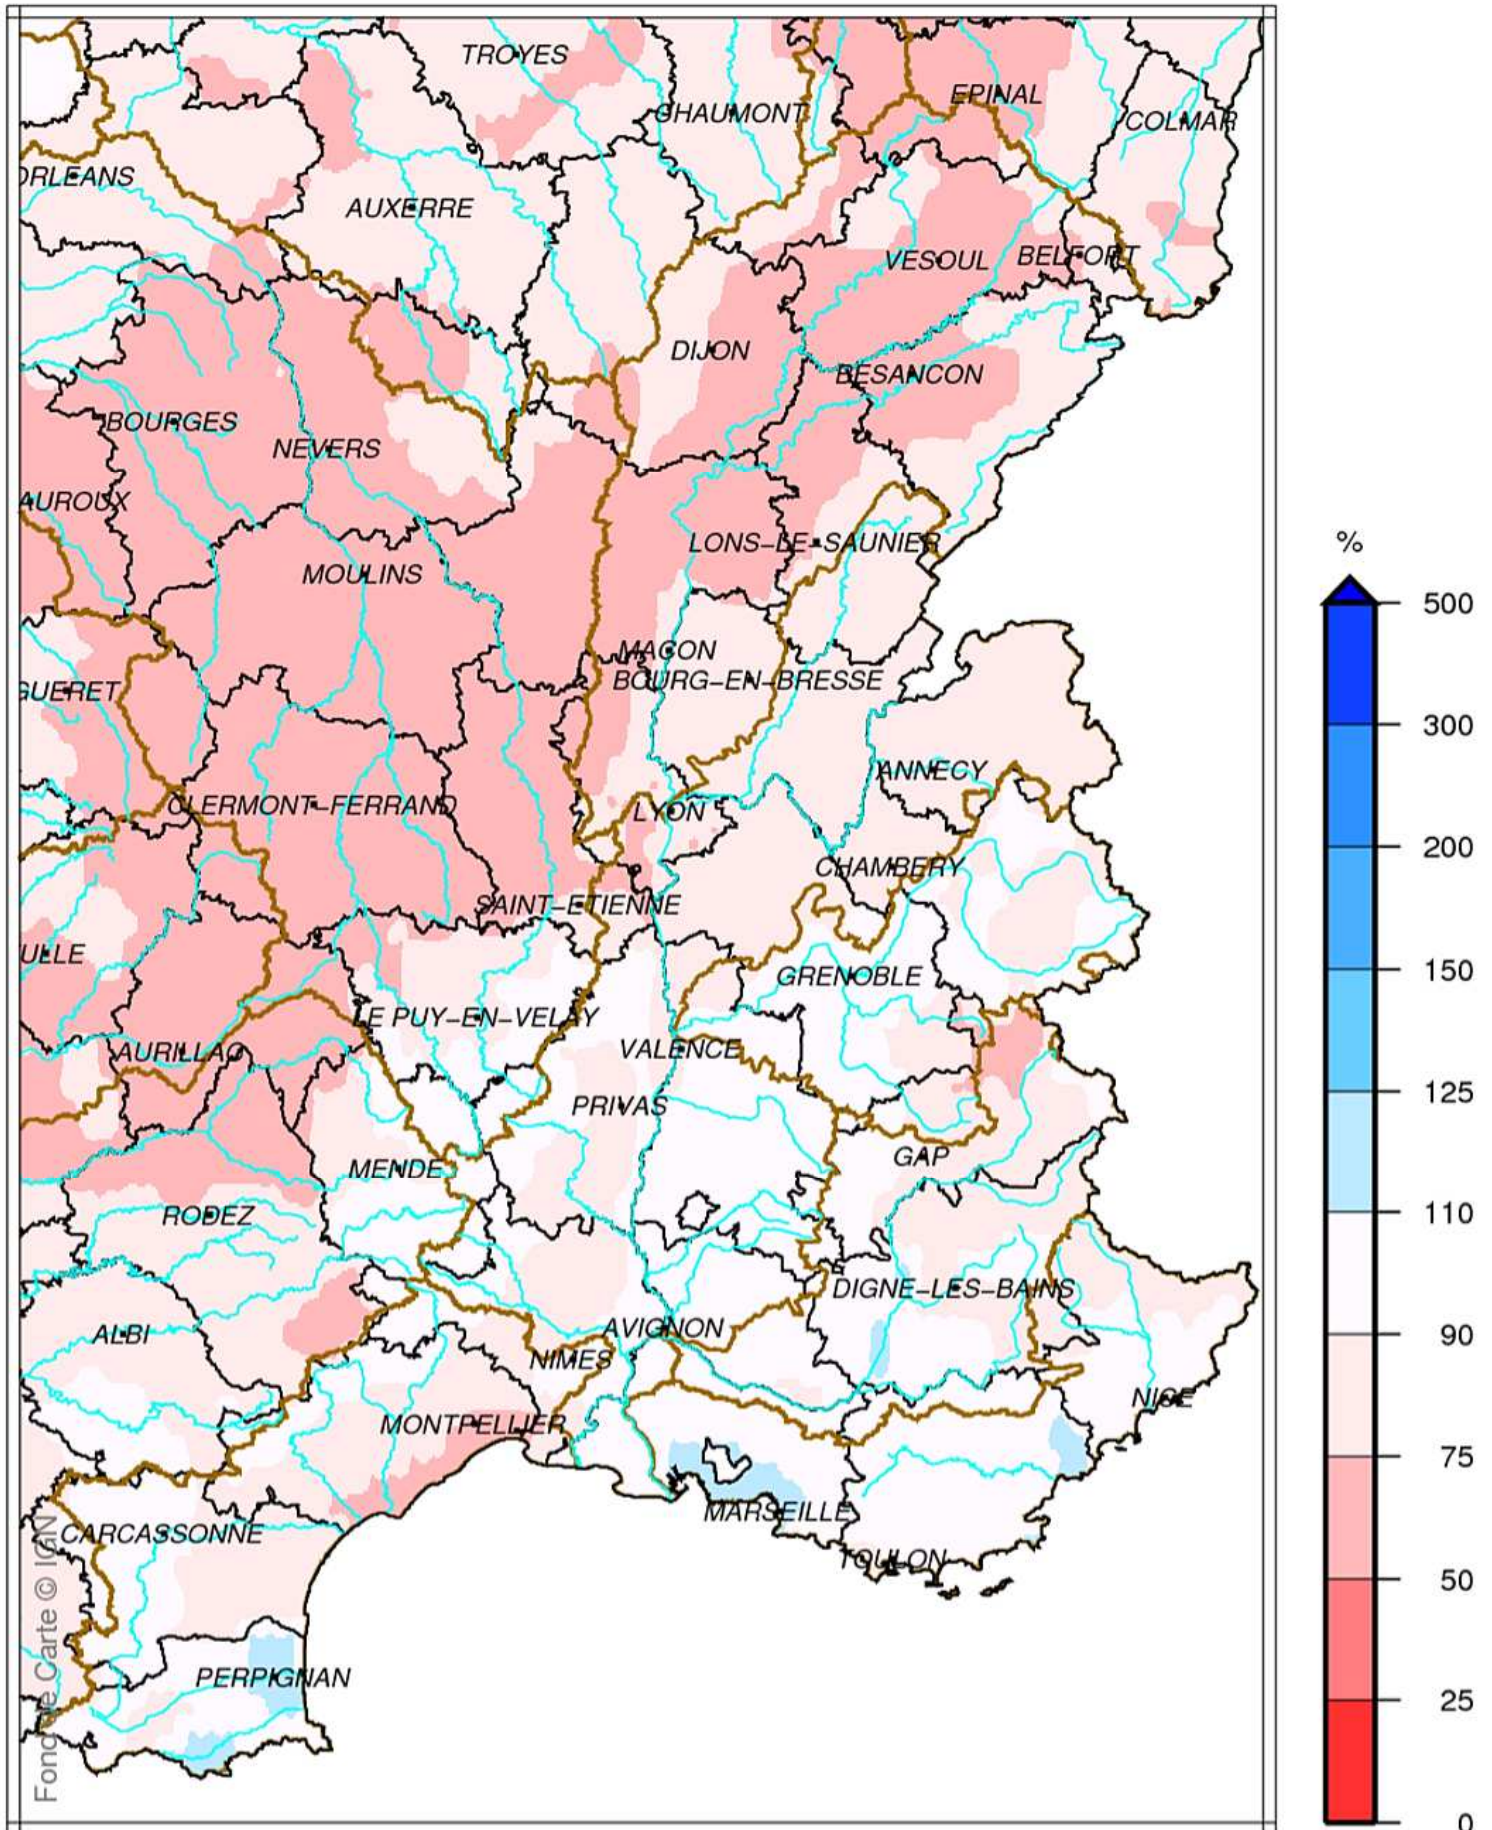 TROYES
EPINAL
CHAUMONT
COLMAR
ORLEANS
AUXERRE
VESOUL
BELFORT
DIJON
BESANCON
BOURGES
NEVERS
AUROUX
%
LONS-LE-SAUNIER
MOULINS
500
MACON
BOURG-EN-BRESSE
GUERET
300
ANNECY
CLERMONT-FERRAND
LYON
200
CHAMBERY
SAINT-ETIENNE
ULLE
150
GRENOBLE
LE PUY-EN-VELAY
AURILLAC
VALENCE
125
PRIVAS
GAP
MENDE
110
RODEZ
DIGNE-LES-BAINS
ALBI
AVIGNON
90
NIMES
NICE
MONTPELLIER
75
MARSEILLE
CARCASSONNE
TOULON
50
PERPIGNAN
25
0
Fond de Carte © IGN